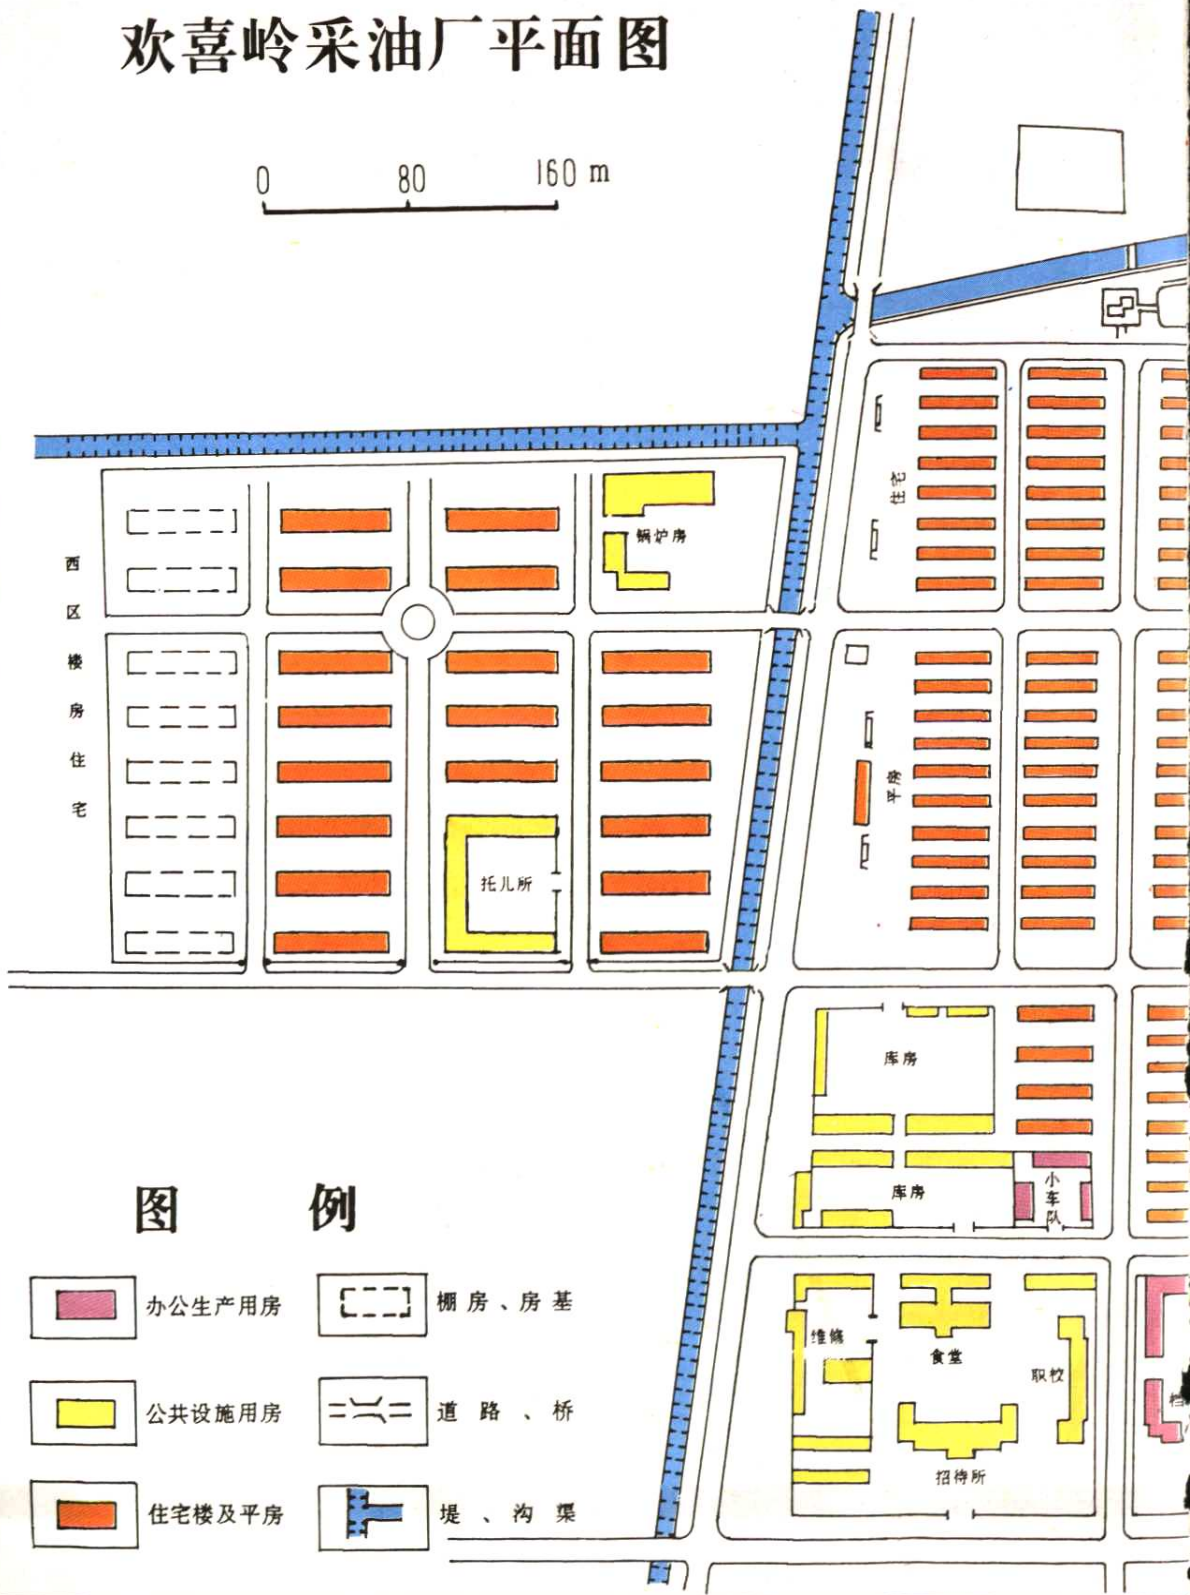 欢喜岭采油厂平面图
0 80 160 m
西区楼房住宅
锅炉房
住宅
平房
托儿所
库房
库房
小车队
维修
食堂
职校
招待所
档
图 例
办公生产用房
棚房、房基
公共设施用房
道路、桥
住宅楼及平房
堤、沟渠